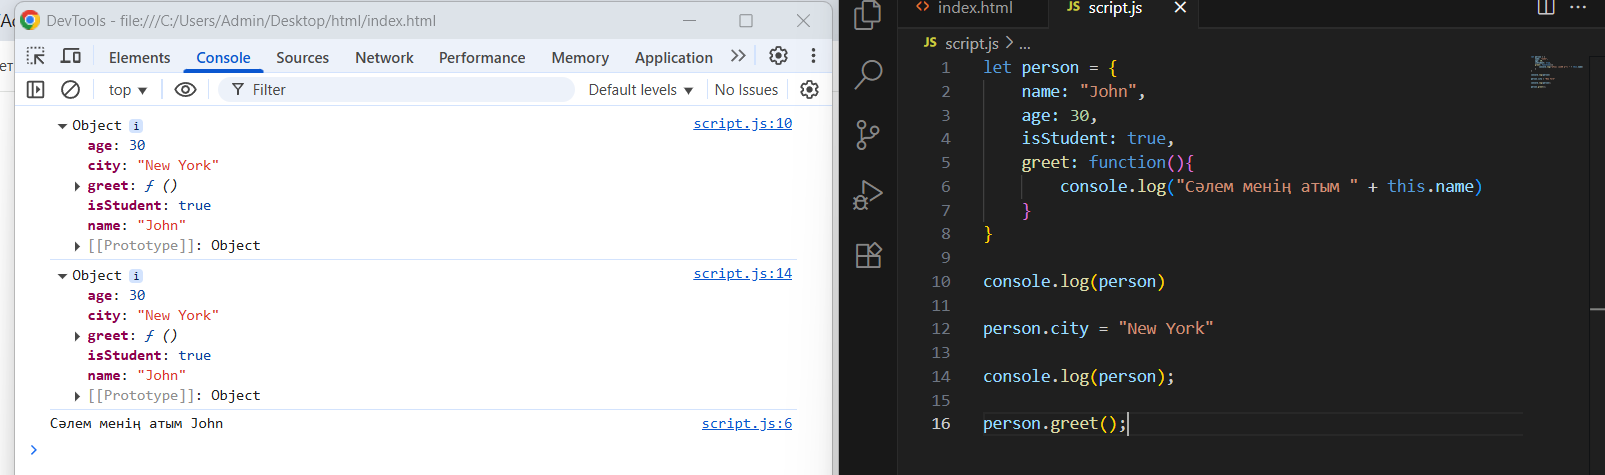 DevTools - file:///C:/Users/Admin/Desktop/html/index.html
Elements Console Sources Network Performance Memory Application
top Filter Default levels No Issues
Object i script.js:10
age: 30
city: "New York"
greet: ƒ ()
isStudent: true
name: "John"
[[Prototype]]: Object
Object i script.js:14
age: 30
city: "New York"
greet: ƒ ()
isStudent: true
name: "John"
[[Prototype]]: Object
Сәлем менің атым John script.js:6
index.html JS script.js
JS script.js > ...
1 let person = {
2 name: "John",
3 age: 30,
4 isStudent: true,
5 greet: function(){
6 console.log("Сәлем менің атым " + this.name)
7 }
8 }
9
10 console.log(person)
11
12 person.city = "New York"
13
14 console.log(person);
15
16 person.greet();